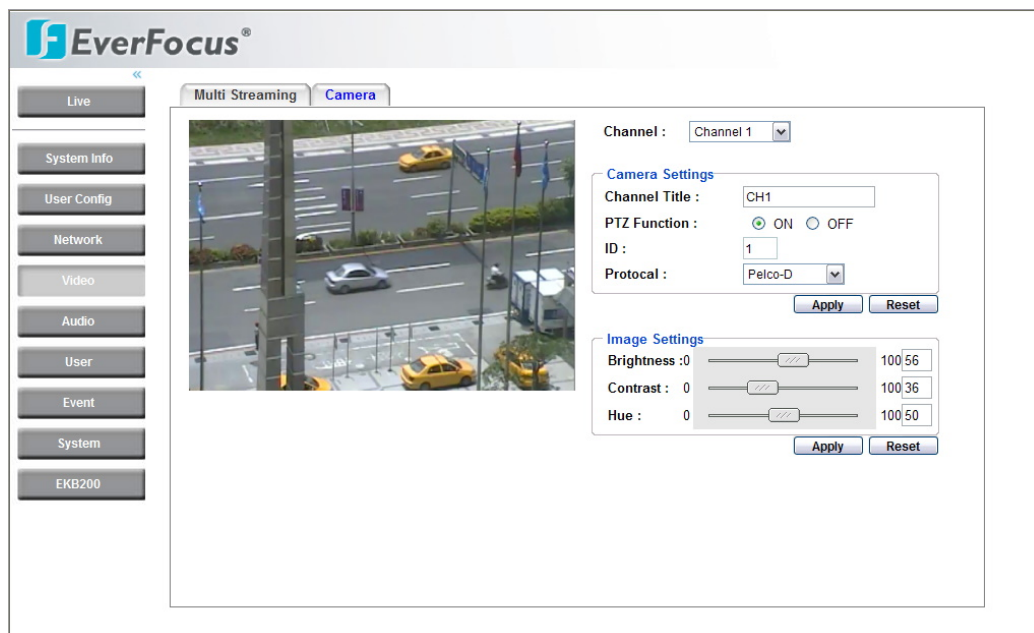 EverFocus®
«
Live
System Info
User Config
Network
Video
Audio
User
Event
System
EKB200
Multi Streaming
Camera
Channel : Channel 1
Camera Settings
Channel Title : CH1
PTZ Function : ON OFF
ID : 1
Protocal : Pelco-D
Apply Reset
Image Settings
Brightness :0 100 56
Contrast : 0 100 36
Hue : 0 100 50
Apply Reset